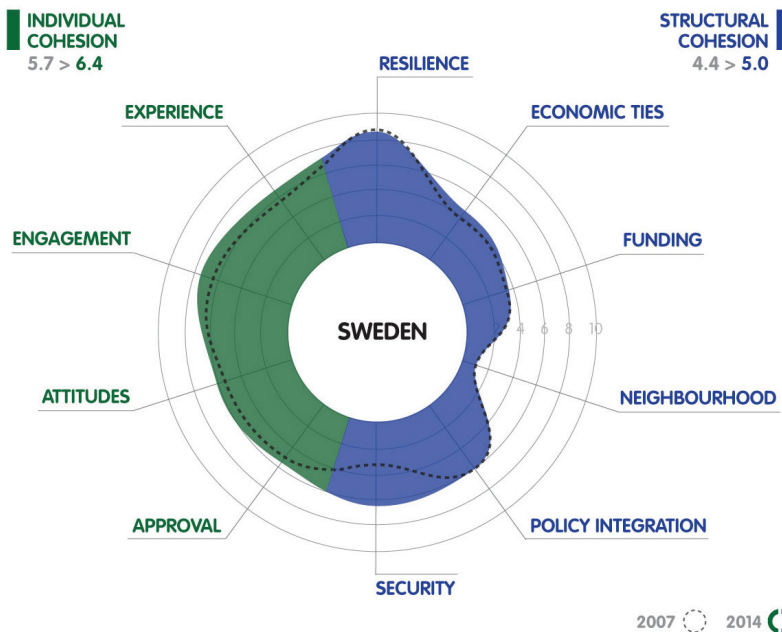 INDIVIDUAL
COHESION
5.7 > 6.4
STRUCTURAL
COHESION
4.4 > 5.0
RESILIENCE
EXPERIENCE
ECONOMIC TIES
ENGAGEMENT
FUNDING
SWEDEN
2 4 6 8 10
ATTITUDES
NEIGHBOURHOOD
APPROVAL
POLICY INTEGRATION
SECURITY
2007 2014